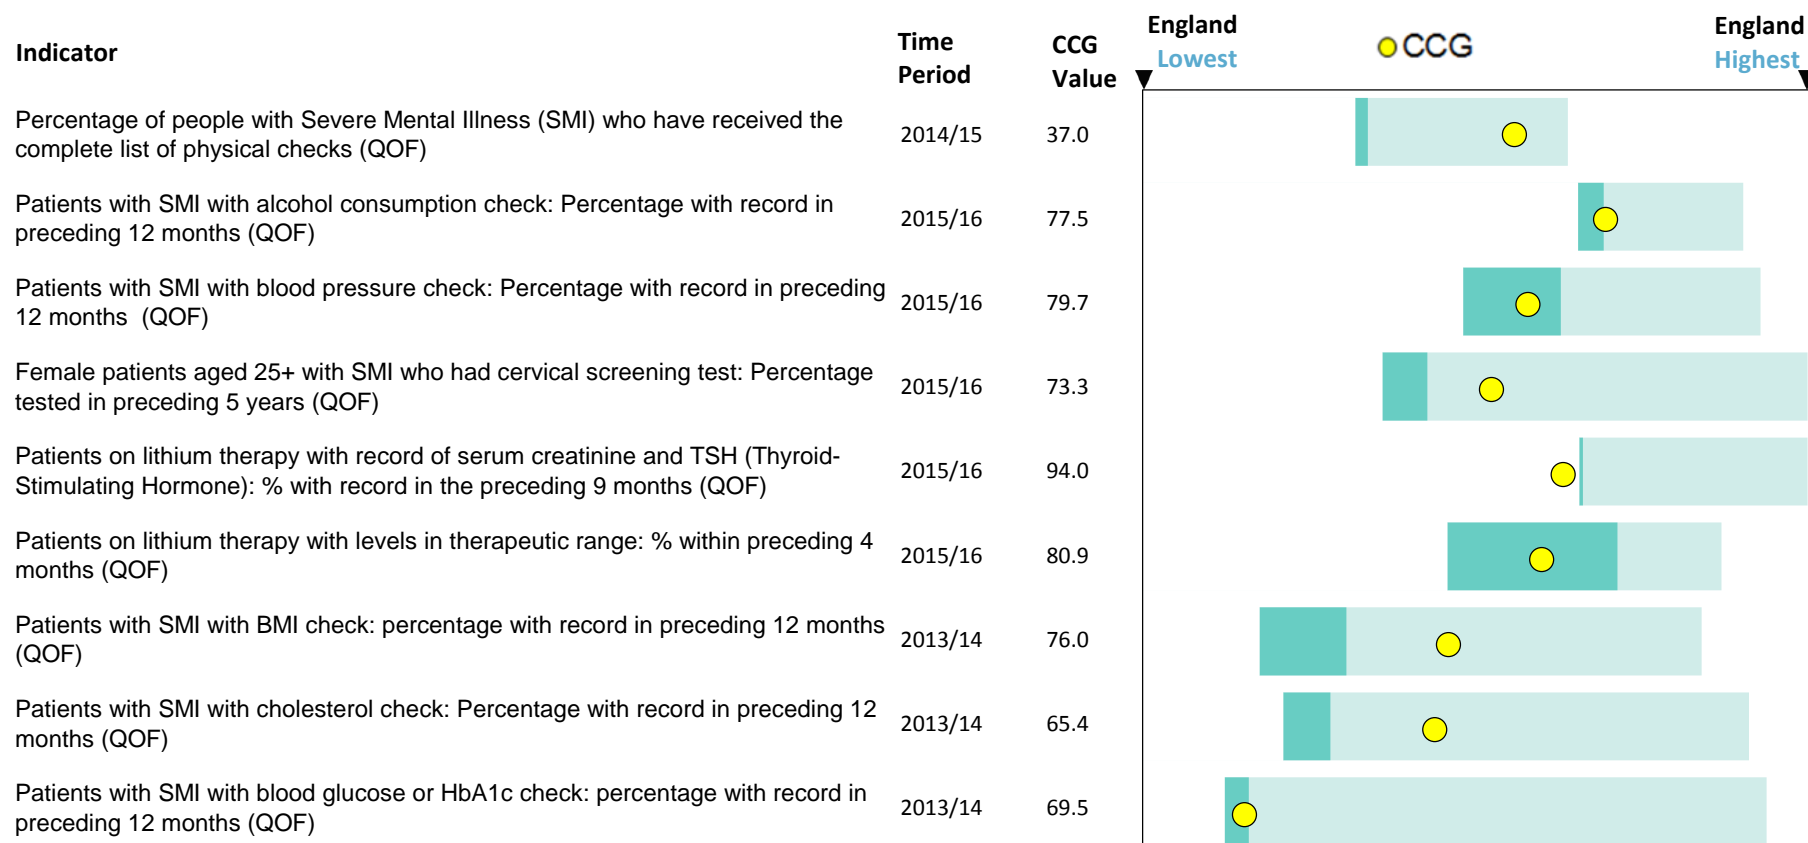 Indicator
Time Period
CCG Value
England Lowest
CCG
England Highest
Percentage of people with Severe Mental Illness (SMI) who have received the
complete list of physical checks (QOF)
2014/15
37.0
Patients with SMI with alcohol consumption check: Percentage with record in
preceding 12 months (QOF)
2015/16
77.5
Patients with SMI with blood pressure check: Percentage with record in preceding
12 months  (QOF)
2015/16
79.7
Female patients aged 25+ with SMI who had cervical screening test: Percentage
tested in preceding 5 years (QOF)
2015/16
73.3
Patients on lithium therapy with record of serum creatinine and TSH (Thyroid-
Stimulating Hormone): % with record in the preceding 9 months (QOF)
2015/16
94.0
Patients on lithium therapy with levels in therapeutic range: % within preceding 4
months (QOF)
2015/16
80.9
Patients with SMI with BMI check: percentage with record in preceding 12 months
(QOF)
2013/14
76.0
Patients with SMI with cholesterol check: Percentage with record in preceding 12
months (QOF)
2013/14
65.4
Patients with SMI with blood glucose or HbA1c check: percentage with record in
preceding 12 months (QOF)
2013/14
69.5